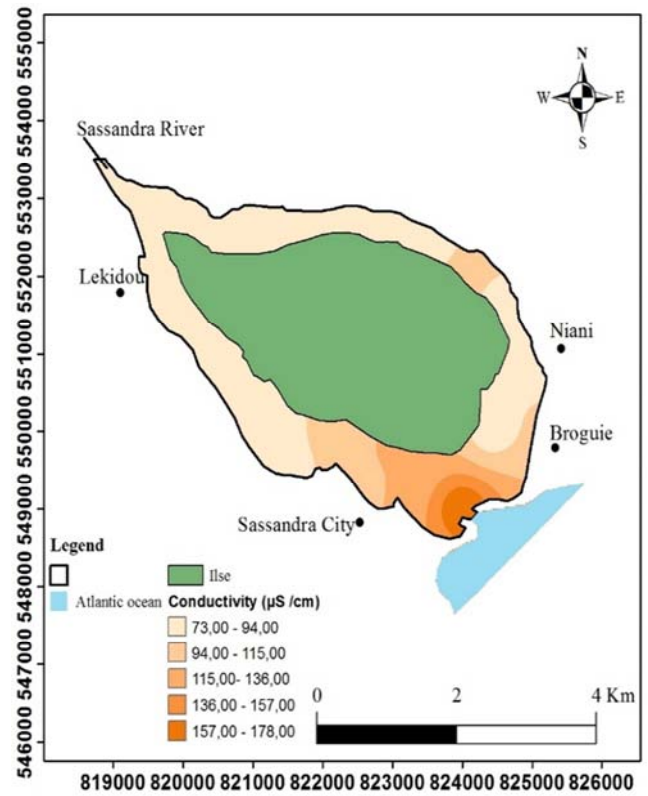 555000
554000
553000
552000
551000
550000
549000
548000
547000
546000
N
W E
S
Sassandra River
Lekidou
Niani
Broguie
Sassandra City
Legend
Ilse
Atlantic ocean
Conductivity (µS /cm)
73,00 - 94,00
94,00 - 115,00
115,00- 136,00
136,00 - 157,00
157,00 - 178,00
0 2 4 Km
819000 820000 821000 822000 823000 824000 825000 826000